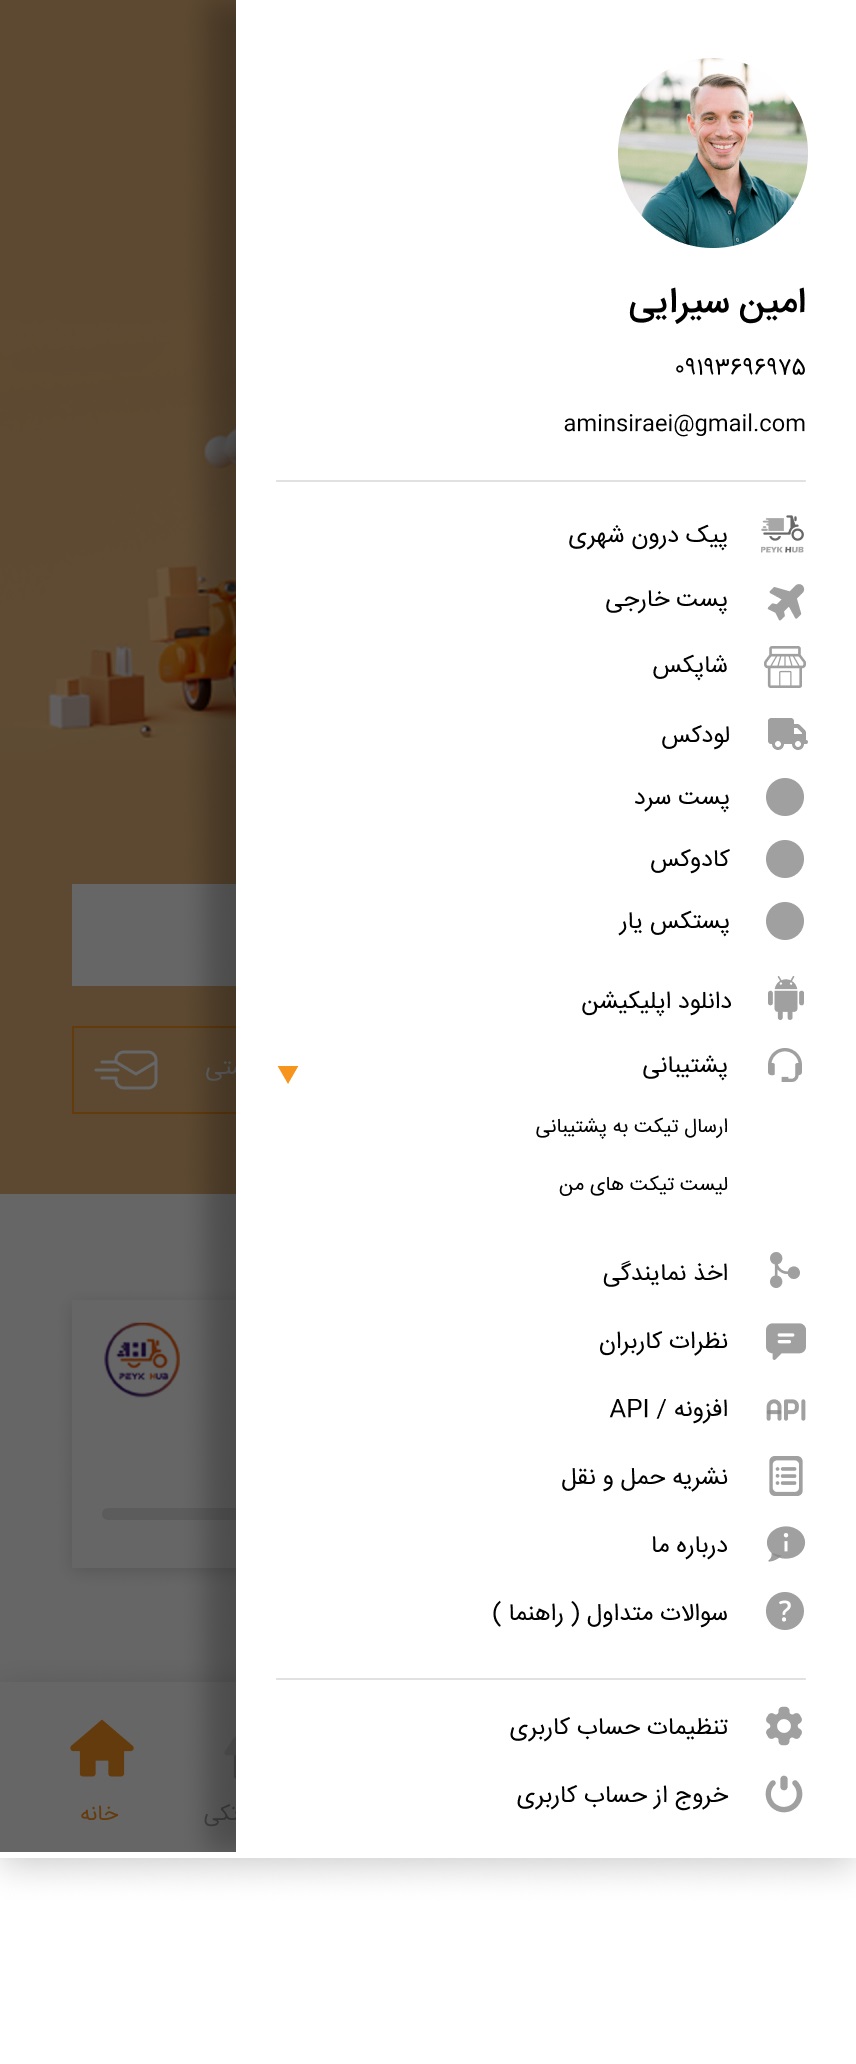 امین سیرایی
۰۹۱۹۳۶۹۶۹۷۵
aminsiraei@gmail.com
پیک درون شهری
PEYK HUB
پست خارجی
شاپکس
لودکس
پست سرد
کادوکس
پستکس یار
دانلود اپلیکیشن
پشتیبانی
ارسال تیکت به پشتیبانی
لیست تیکت های من
اخذ نمایندگی
نظرات کاربران
افزونه / API
API
نشریه حمل و نقل
درباره ما
سوالات متداول ( راهنما )
تنظیمات حساب کاربری
خروج از حساب کاربری
PEYK HUB
خانه